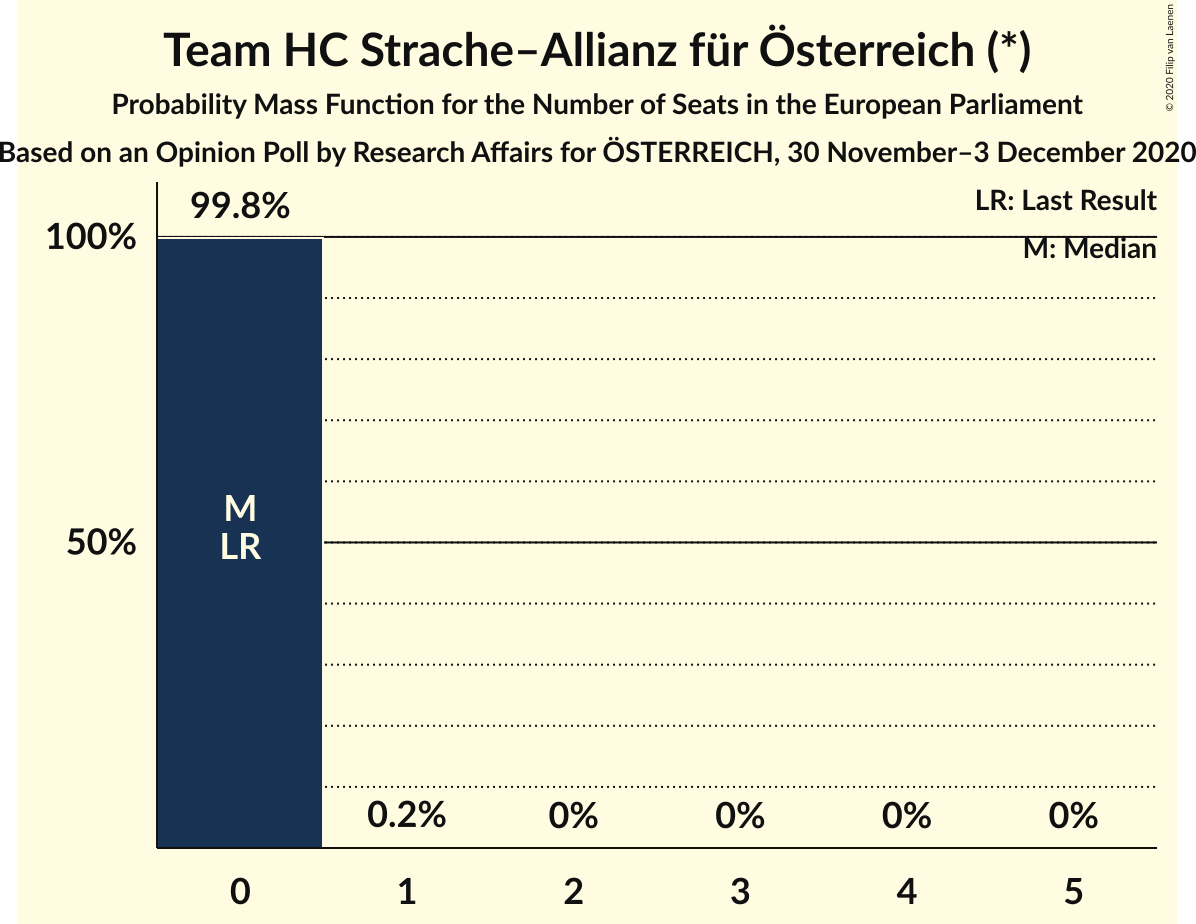 Team HC Strache–Allianz für Österreich (*)
Probability Mass Function for the Number of Seats in the European Parliament
Based on an Opinion Poll by Research Affairs for ÖSTERREICH, 30 November–3 December 2020
© 2020 Filip van Laenen
LR: Last Result
M: Median
99.8%
100%
50%
M
LR
0.2%
0%
0%
0%
0%
0
1
2
3
4
5